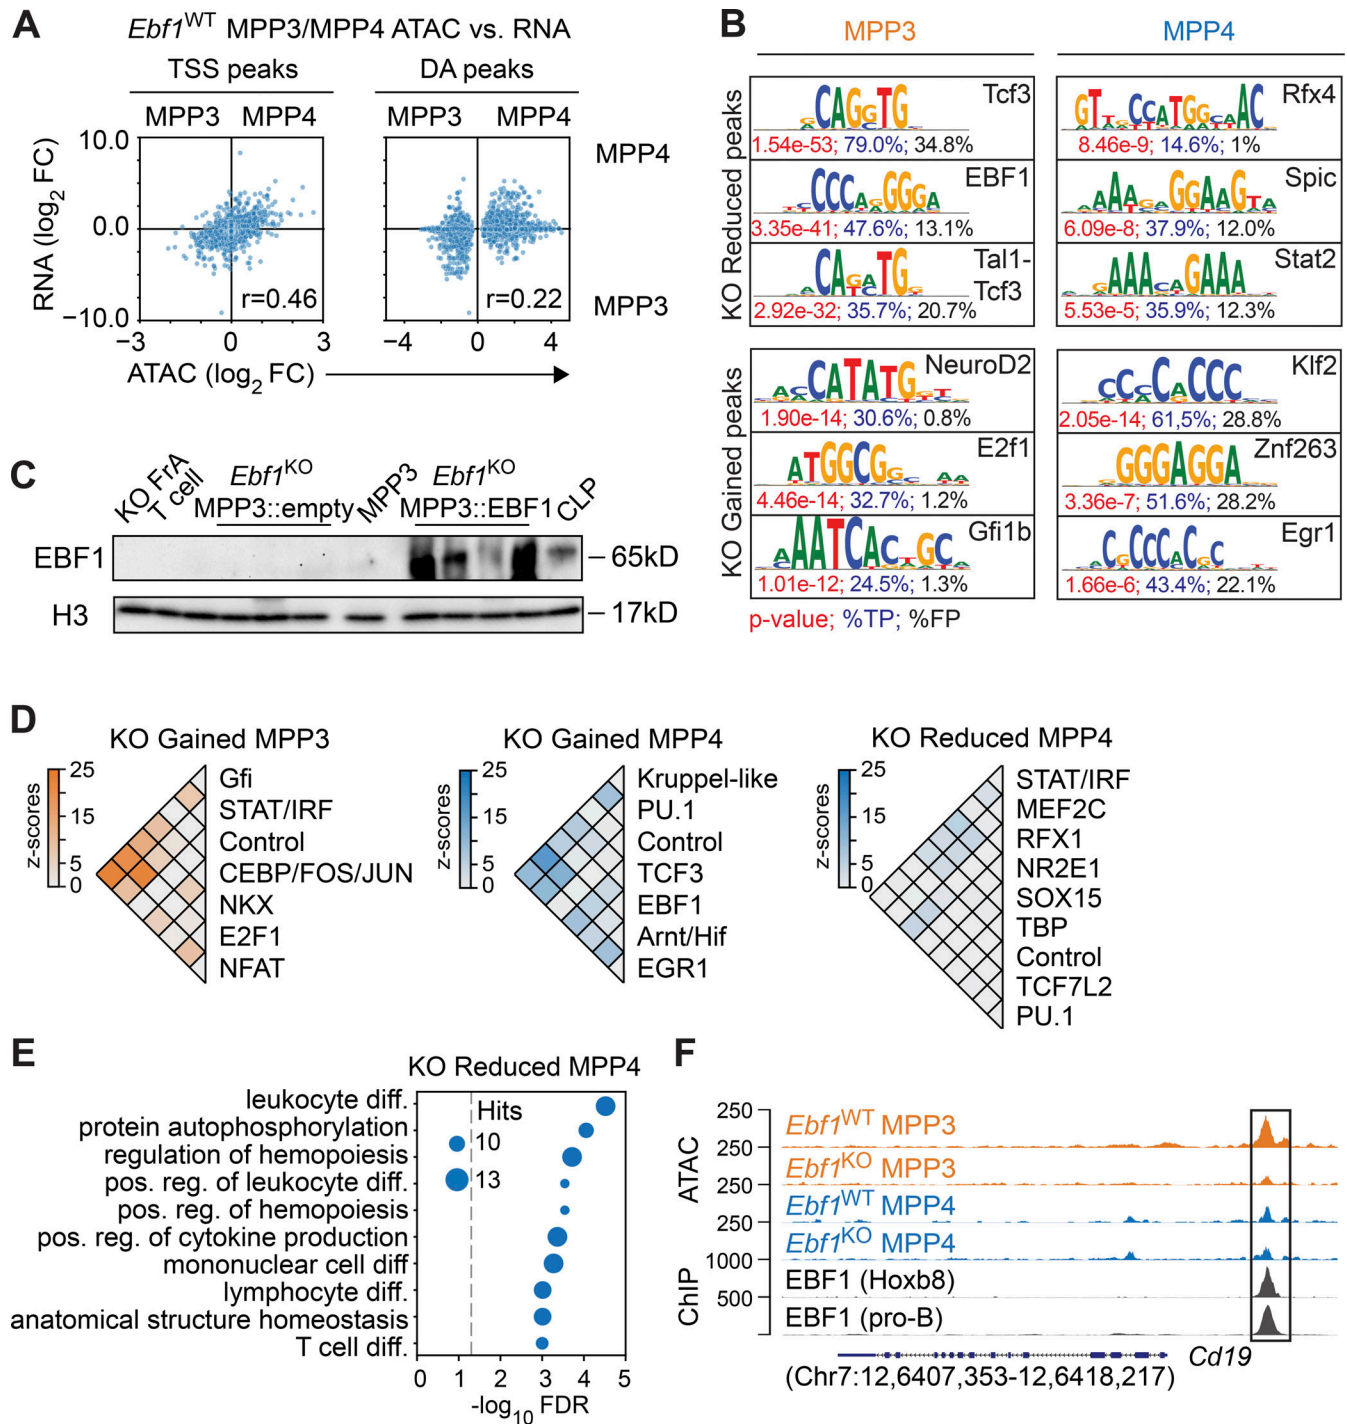 A
Ebf1WT MPP3/MPP4 ATAC vs. RNA
TSS peaks
DA peaks
MPP3
MPP4
MPP3
MPP4
RNA (log2 FC)
10.0
0.0
−10.0
r=0.46
r=0.22
MPP4
MPP3
−3
0
3
−4
0
4
ATAC (log2 FC)
B
MPP3
MPP4
KO Reduced peaks
Tcf3
1.54e-53; 79.0%; 34.8%
Rfx4
8.46e-9; 14.6%; 1%
EBF1
3.35e-41; 47.6%; 13.1%
Spic
6.09e-8; 37.9%; 12.0%
Tal1-
Tcf3
2.92e-32; 35.7%; 20.7%
Stat2
5.53e-5; 35.9%; 12.3%
KO Gained peaks
NeuroD2
1.90e-14; 30.6%; 0.8%
Klf2
2.05e-14; 61,5%; 28.8%
E2f1
4.46e-14; 32.7%; 1.2%
Znf263
3.36e-7; 51.6%; 28.2%
Gfi1b
1.01e-12; 24.5%; 1.3%
Egr1
1.66e-6; 43.4%; 22.1%
p-value; %TP; %FP
C
KO FrA
T cell
Ebf1KO
MPP3::empty
MPP3
Ebf1KO
MPP3::EBF1
CLP
EBF1
65kD
H3
17kD
D
KO Gained MPP3
z-scores
25
15
5
0
Gfi
STAT/IRF
Control
CEBP/FOS/JUN
NKX
E2F1
NFAT
KO Gained MPP4
z-scores
25
15
5
0
Kruppel-like
PU.1
Control
TCF3
EBF1
Arnt/Hif
EGR1
KO Reduced MPP4
z-scores
25
15
5
0
STAT/IRF
MEF2C
RFX1
NR2E1
SOX15
TBP
Control
TCF7L2
PU.1
E
KO Reduced MPP4
leukocyte diff.
protein autophosphorylation
regulation of hemopoiesis
pos. reg. of leukocyte diff.
pos. reg. of hemopoiesis
pos. reg. of cytokine production
mononuclear cell diff
lymphocyte diff.
anatomical structure homeostasis
T cell diff.
Hits
10
13
0 1 2 3 4 5
-log10 FDR
F
ATAC
ChIP
250
250
250
250
1000
500
Ebf1WT MPP3
Ebf1KO MPP3
Ebf1WT MPP4
Ebf1KO MPP4
EBF1 (Hoxb8)
EBF1 (pro-B)
Cd19
(Chr7:12,6407,353-12,6418,217)